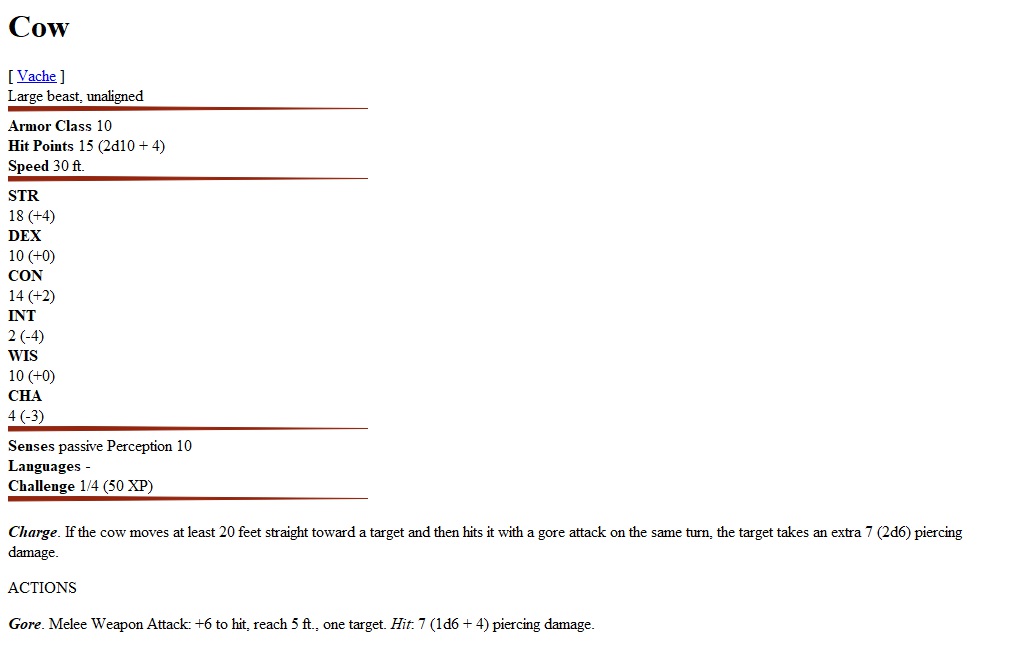 Cow
[ Vache ]
Large beast, unaligned
Armor Class 10
Hit Points 15 (2d10 + 4)
Speed 30 ft.
STR
18 (+4)
DEX
10 (+0)
CON
14 (+2)
INT
2 (-4)
WIS
10 (+0)
CHA
4 (-3)
Senses passive Perception 10
Languages -
Challenge 1/4 (50 XP)
Charge. If the cow moves at least 20 feet straight toward a target and then hits it with a gore attack on the same turn, the target takes an extra 7 (2d6) piercing
damage.
ACTIONS
Gore. Melee Weapon Attack: +6 to hit, reach 5 ft., one target. Hit: 7 (1d6 + 4) piercing damage.